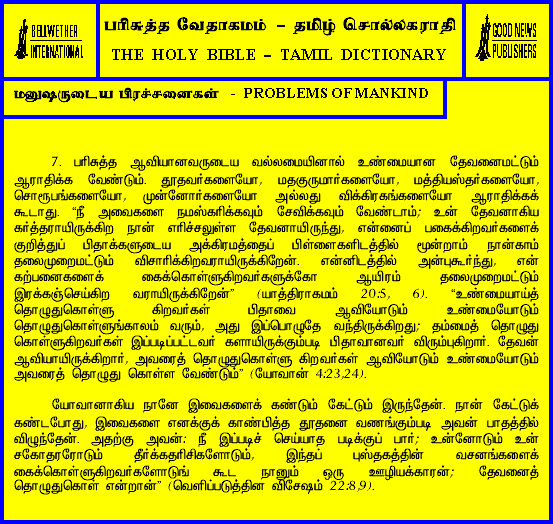 BELLWETHER
INTERNATIONAL
பரிசுத்த வேதாகமம் – தமிழ் சொல்லகராதி
THE HOLY BIBLE – TAMIL DICTIONARY
GOOD NEWS
PUBLISHERS
மனுஷருடைய பிரச்சனைகள் - PROBLEMS OF MANKIND
7. பரிசுத்த ஆவியானவருடைய வல்லமையினால் உண்மையான தேவனைமட்டும்
ஆராதிக்க வேண்டும். தூதர்களையோ, மதகுருமார்களையோ, மத்தியஸ்தர்களையோ,
சொரூபங்களையோ, முன்னோர்களையோ அல்லது விக்கிரகங்களையோ ஆராதிக்கக்
கூடாது. “நீ அவைகளை நமஸ்கரிக்கவும் சேவிக்கவும் வேண்டாம்; உன் தேவனாகிய
கர்த்தராயிருக்கிற நான் எரிச்சலுள்ள தேவனாயிருந்து, என்னைப் பகைக்கிறவர்களைக்
குறித்துப் பிதாக்களுடைய அக்கிரமத்தைப் பிள்ளைகளிடத்தில் மூன்றாம் நான்காம்
தலைமுறைமட்டும் விசாரிக்கிறவராயிருக்கிறேன். என்னிடத்தில் அன்புகூர்ந்து, என்
கற்பனைகளைக் கைக்கொள்ளுகிறவர்களுக்கோ ஆயிரம் தலைமுறைமட்டும்
இரக்கஞ்செய்கிற வராயிருக்கிறேன்” (யாத்திராகமம் 20:5, 6). “உண்மையாய்த்
தொழுதுகொள்ளு கிறவர்கள் பிதாவை ஆவியோடும் உண்மையோடும்
தொழுதுகொள்ளுங்காலம் வரும், அது இப்பொழுதே வந்திருக்கிறது; தம்மைத் தொழுது
கொள்ளுகிறவர்கள் இப்படிப்பட்டவர் களாயிருக்கும்படி பிதாவானவர் விரும்புகிறார். தேவன்
ஆவியாயிருக்கிறார், அவரைத் தொழுதுகொள்ளு கிறவர்கள் ஆவியோடும் உண்மையோடும்
அவரைத் தொழுது கொள்ள வேண்டும்” (யோவான் 4:23,24).
யோவானாகிய நானே இவைகளைக் கண்டும் கேட்டும் இருந்தேன். நான் கேட்டுக்
கண்டபோது, இவைகளை எனக்குக் காண்பித்த தூதனை வணங்கும்படி அவன் பாதத்தில்
விழுந்தேன். அதற்கு அவன்: நீ இப்படிச் செய்யாத படிக்குப் பார்; உன்னோடும் உன்
சகோதரரோடும் தீர்க்கதரிசிகளோடும், இந்தப் புஸ்தகத்தின் வசனங்களைக்
கைக்கொள்ளுகிறவர்களோடுங் கூட நானும் ஒரு ஊழியக்காரன்; தேவனைத்
தொழுதுகொள் என்றான்” (வெளிப்படுத்தின விசேஷம் 22:8,9).